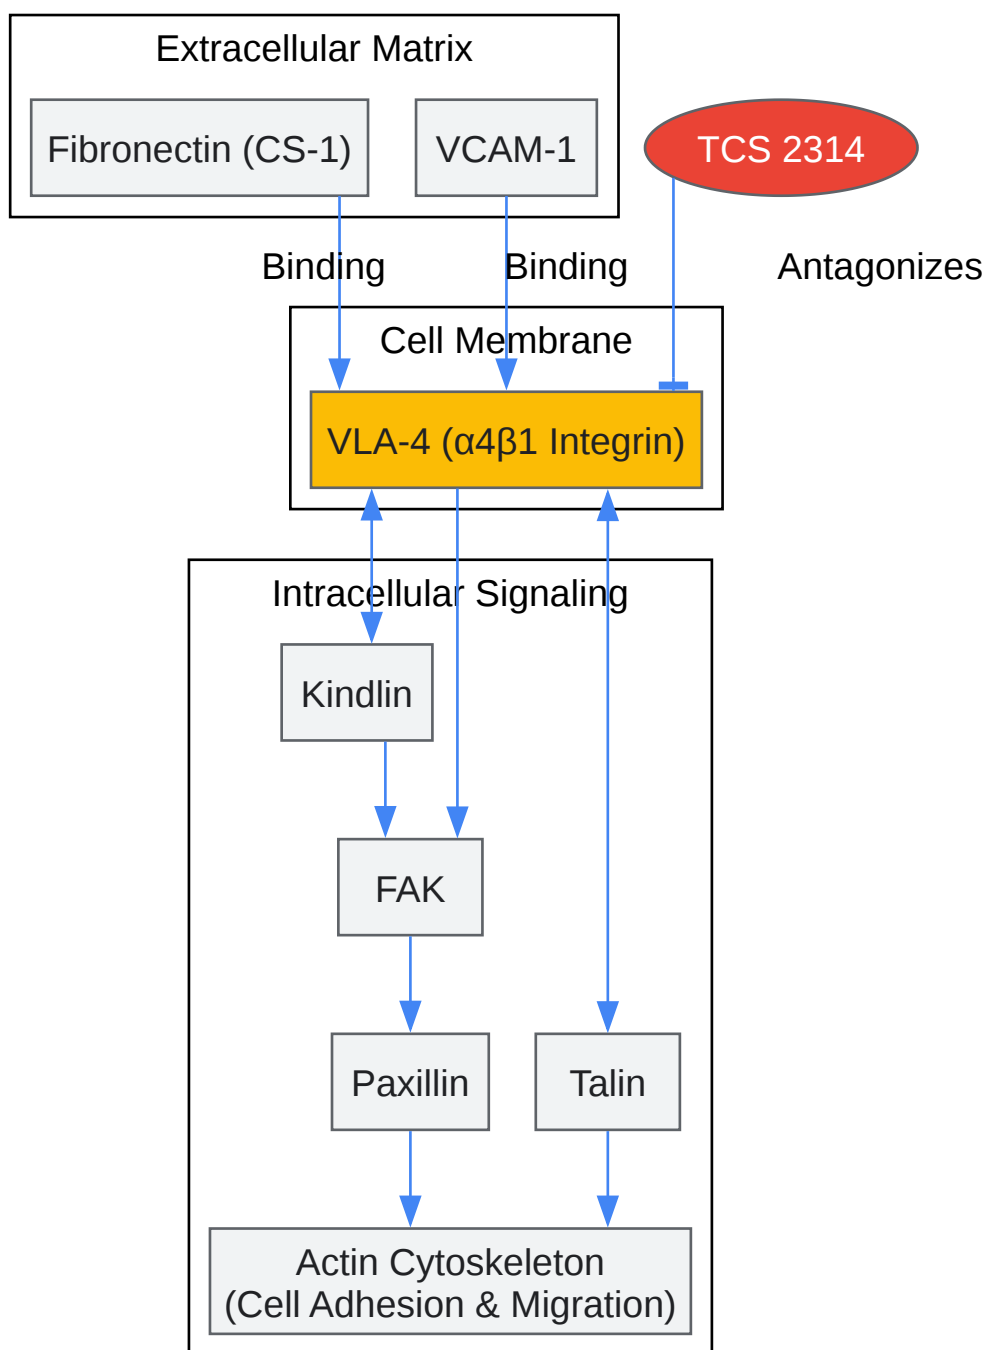 Extracellular Matrix
Fibronectin (CS-1)
VCAM-1
TCS 2314
Binding
Binding
Antagonizes
Cell Membrane
VLA-4 (α4β1 Integrin)
Intracellular Signaling
Kindlin
FAK
Paxillin
Talin
Actin Cytoskeleton
(Cell Adhesion & Migration)